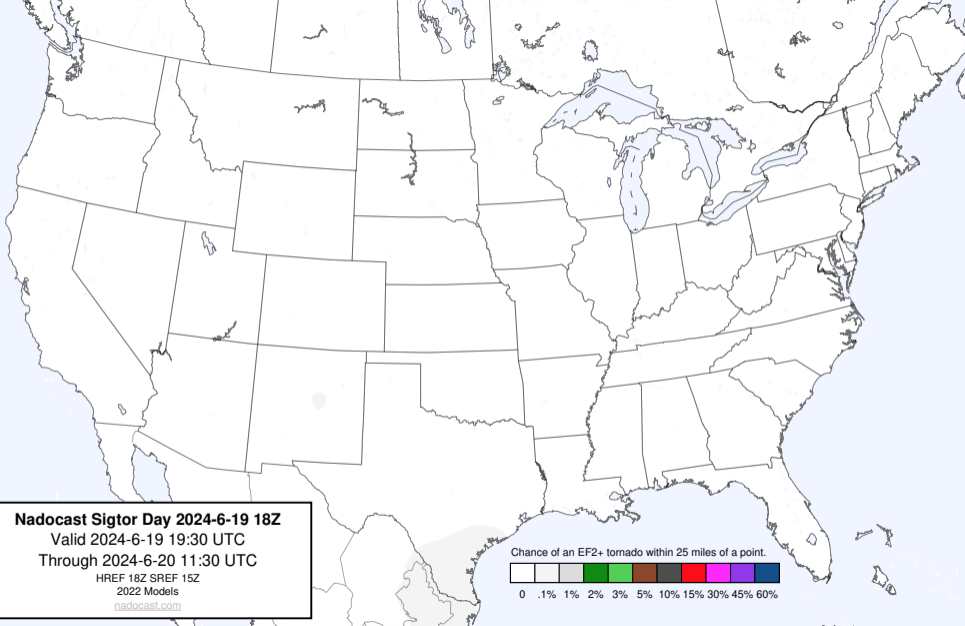 Nadocast Sigtor Day 2024-6-19 18Z
Valid 2024-6-19 19:30 UTC
Through 2024-6-20 11:30 UTC
HREF 18Z SREF 15Z
2022 Models
nadocast.com
Chance of an EF2+ tornado within 25 miles of a point.
0 .1% 1% 2% 3% 5% 10% 15% 30% 45% 60%